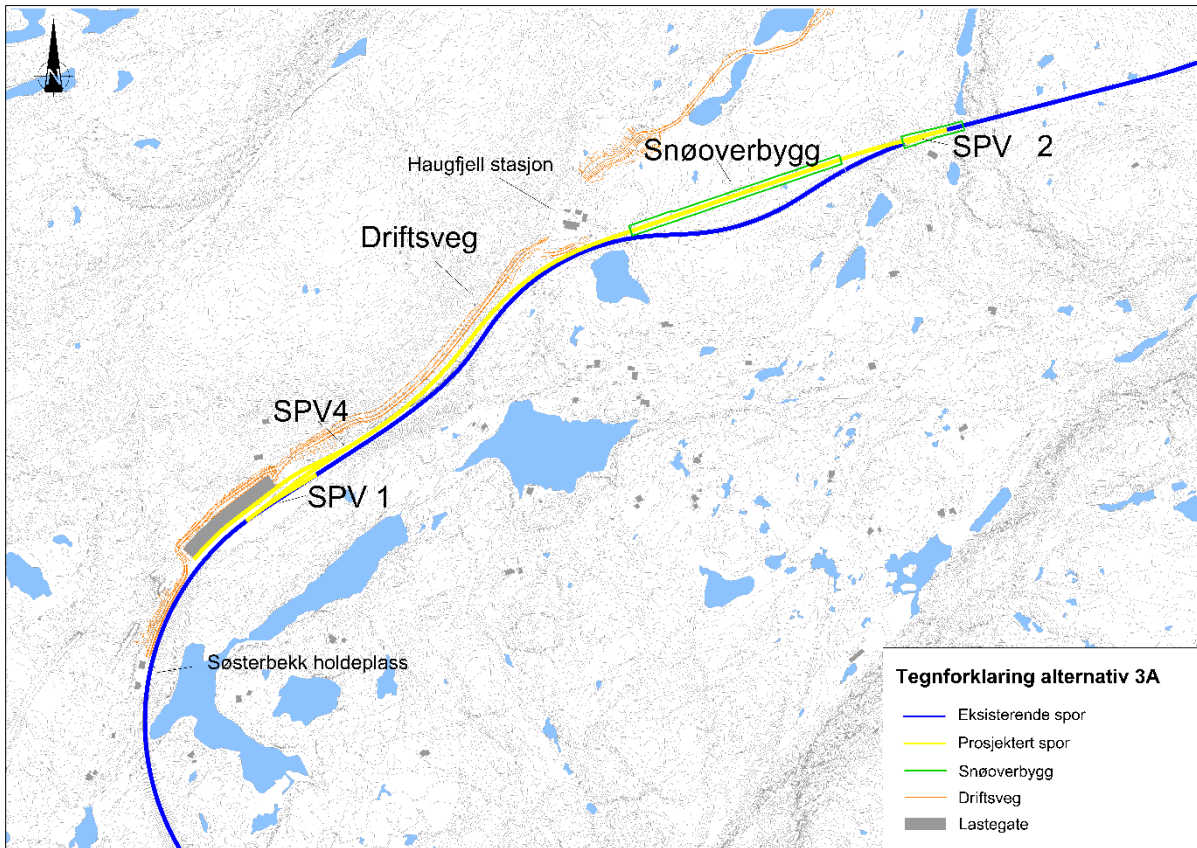 N
Haugfjell stasjon
Snøoverbygg
SPV 2
Driftsveg
SPV4
SPV 1
Søsterbekk holdeplass
Tegnforklaring alternativ 3A
Eksisterende spor
Prosjektert spor
Snøoverbygg
Driftsveg
Lastegate